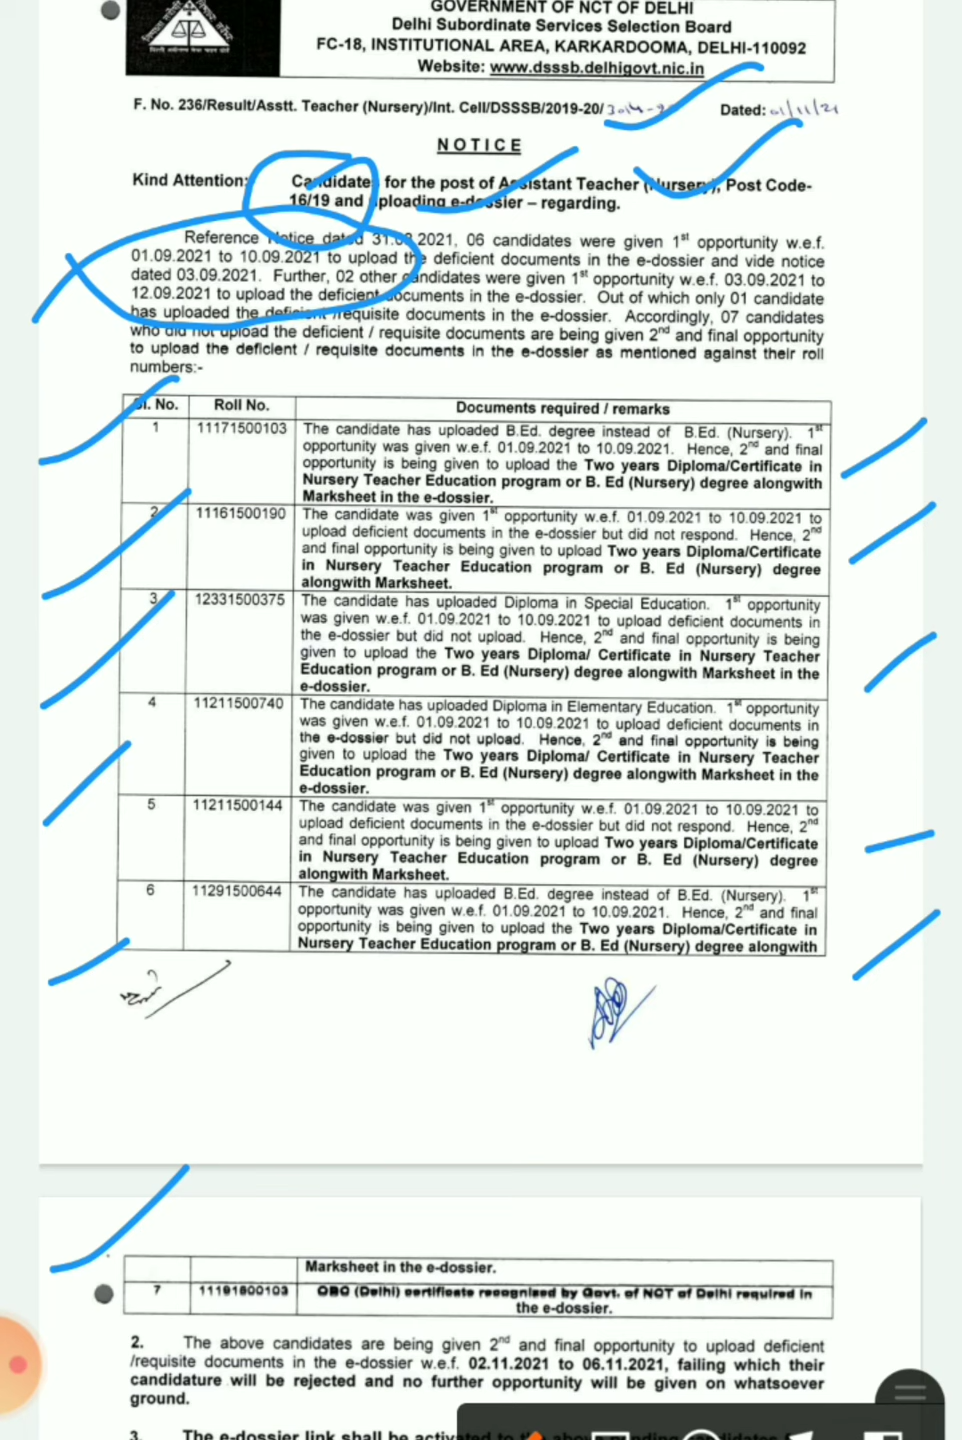 GOVERNMENT OF NCT OF DELHI
Delhi Subordinate Services Selection Board
FC-18, INSTITUTIONAL AREA, KARKARDOOMA, DELHI-110092
Website: www.dsssb.delhigovt.nic.in
F. No. 236/Result/Asstt. Teacher (Nursery)/Int. Cell/DSSSB/2019-20/ Dated: 01/11/21
NOTICE
Kind Attention: Candidates for the post of Assistant Teacher (Nursery), Post Code-
16/19 and uploading e-dossier – regarding.
Reference Notice dated 31.08.2021, 06 candidates were given 1st opportunity w.e.f.
01.09.2021 to 10.09.2021 to upload the deficient documents in the e-dossier and vide notice
dated 03.09.2021. Further, 02 other candidates were given 1st opportunity w.e.f. 03.09.2021 to
12.09.2021 to upload the deficient documents in the e-dossier. Out of which only 01 candidate
has uploaded the deficient /requisite documents in the e-dossier. Accordingly, 07 candidates
who did not upload the deficient / requisite documents are being given 2nd and final opportunity
to upload the deficient / requisite documents in the e-dossier as mentioned against their roll
numbers:-
Sl. No. Roll No. Documents required / remarks
1 11171500103 The candidate has uploaded B.Ed. degree instead of B.Ed. (Nursery). 1st
opportunity was given w.e.f. 01.09.2021 to 10.09.2021. Hence, 2nd and final
opportunity is being given to upload the Two years Diploma/Certificate in
Nursery Teacher Education program or B. Ed (Nursery) degree alongwith
Marksheet in the e-dossier.
2 11161500190 The candidate was given 1st opportunity w.e.f. 01.09.2021 to 10.09.2021 to
upload deficient documents in the e-dossier but did not respond. Hence, 2nd
and final opportunity is being given to upload Two years Diploma/Certificate
in Nursery Teacher Education program or B. Ed (Nursery) degree
alongwith Marksheet.
3 12331500375 The candidate has uploaded Diploma in Special Education. 1st opportunity
was given w.e.f. 01.09.2021 to 10.09.2021 to upload deficient documents in
the e-dossier but did not upload. Hence, 2nd and final opportunity is being
given to upload the Two years Diploma/ Certificate in Nursery Teacher
Education program or B. Ed (Nursery) degree alongwith Marksheet in the
e-dossier.
4 11211500740 The candidate has uploaded Diploma in Elementary Education. 1st opportunity
was given w.e.f. 01.09.2021 to 10.09.2021 to upload deficient documents in
the e-dossier but did not upload. Hence, 2nd and final opportunity is being
given to upload the Two years Diploma/ Certificate in Nursery Teacher
Education program or B. Ed (Nursery) degree alongwith Marksheet in the
e-dossier.
5 11211500144 The candidate was given 1st opportunity w.e.f. 01.09.2021 to 10.09.2021 to
upload deficient documents in the e-dossier but did not respond. Hence, 2nd
and final opportunity is being given to upload Two years Diploma/Certificate
in Nursery Teacher Education program or B. Ed (Nursery) degree
alongwith Marksheet.
6 11291500644 The candidate has uploaded B.Ed. degree instead of B.Ed. (Nursery). 1st
opportunity was given w.e.f. 01.09.2021 to 10.09.2021. Hence, 2nd and final
opportunity is being given to upload the Two years Diploma/Certificate in
Nursery Teacher Education program or B. Ed (Nursery) degree alongwith
Marksheet in the e-dossier.
7 OBC (Delhi) certificate recognised by Govt. of NCT of Delhi required in
the e-dossier.
2. The above candidates are being given 2nd and final opportunity to upload deficient
/requisite documents in the e-dossier w.e.f. 02.11.2021 to 06.11.2021, failing which their
candidature will be rejected and no further opportunity will be given on whatsoever
ground.
3. The e-dossier link shall be activated to